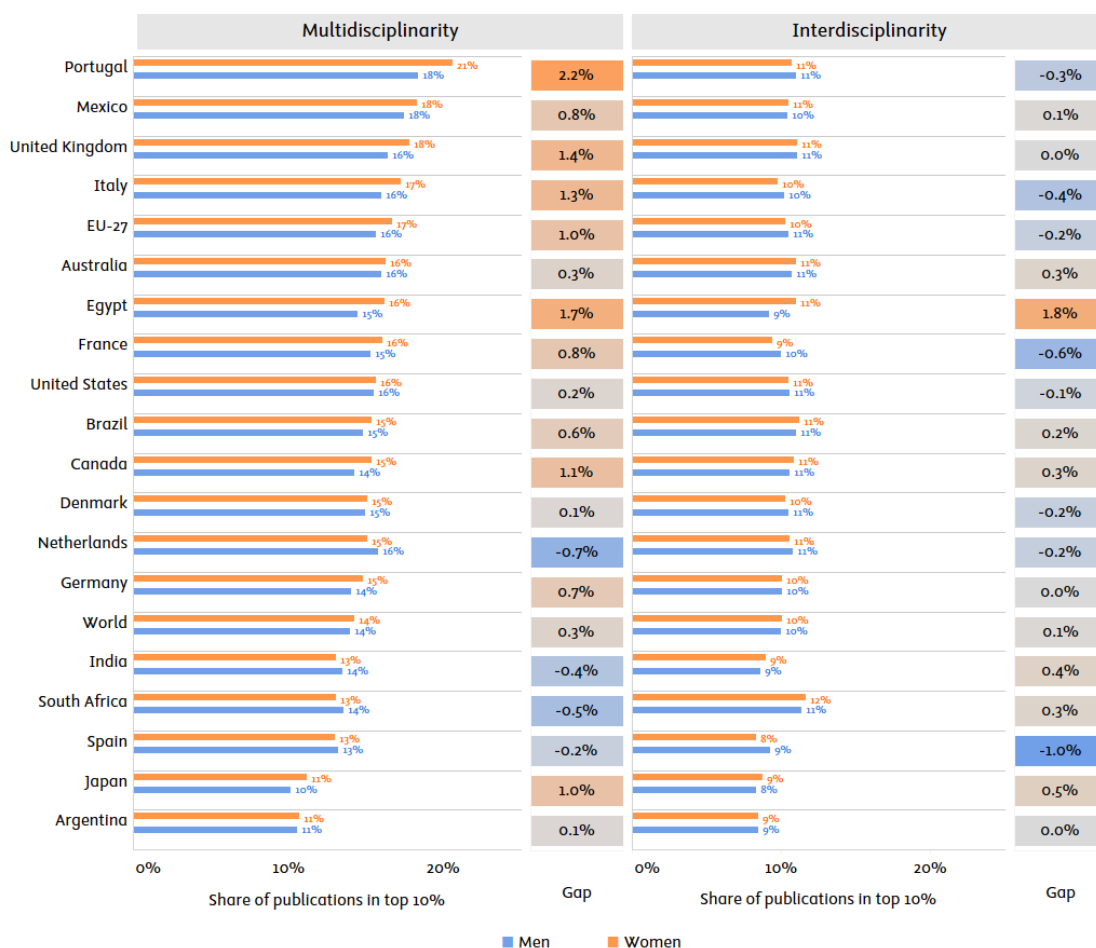 Multidisciplinarity Interdisciplinarity
Portugal 21% 18% 2.2% 11% 11% -0.3%
Mexico 18% 18% 0.8% 11% 10% 0.1%
United Kingdom 18% 16% 1.4% 11% 11% 0.0%
Italy 17% 16% 1.3% 10% 10% -0.4%
EU-27 17% 16% 1.0% 10% 11% -0.2%
Australia 16% 16% 0.3% 11% 11% 0.3%
Egypt 16% 15% 1.7% 11% 9% 1.8%
France 16% 15% 0.8% 9% 10% -0.6%
United States 16% 16% 0.2% 11% 11% -0.1%
Brazil 15% 15% 0.6% 11% 11% 0.2%
Canada 15% 14% 1.1% 11% 11% 0.3%
Denmark 15% 15% 0.1% 10% 11% -0.2%
Netherlands 15% 16% -0.7% 11% 11% -0.2%
Germany 15% 14% 0.7% 10% 10% 0.0%
World 14% 14% 0.3% 10% 10% 0.1%
India 13% 14% -0.4% 9% 9% 0.4%
South Africa 13% 14% -0.5% 12% 11% 0.3%
Spain 13% 13% -0.2% 8% 9% -1.0%
Japan 11% 10% 1.0% 9% 8% 0.5%
Argentina 11% 11% 0.1% 9% 9% 0.0%
0% 10% 20% 0% 10% 20%
Share of publications in top 10% Gap Share of publications in top 10% Gap
Men Women